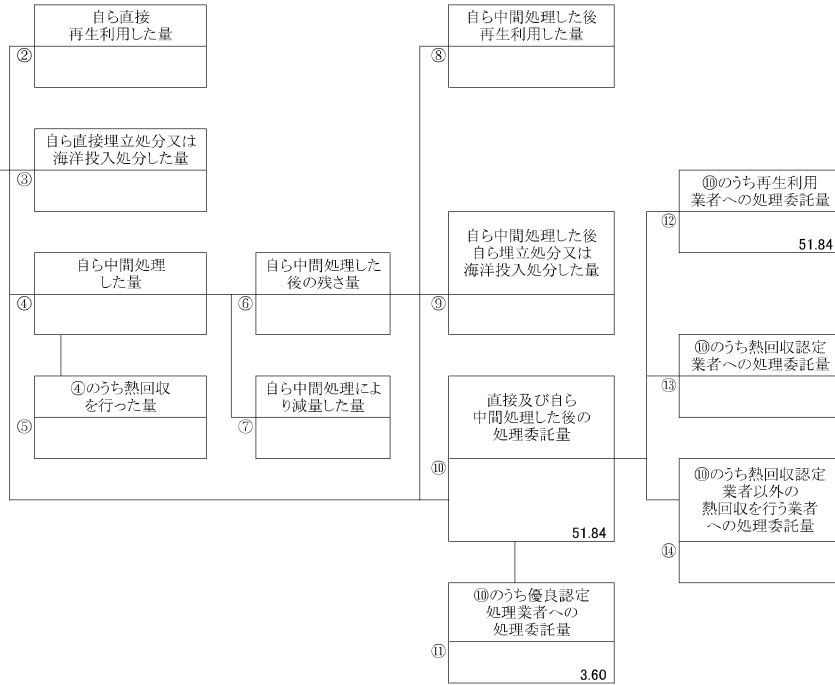 自ら直接
再生利用した量
②
自ら直接埋立処分又は
海洋投入処分した量
③
自ら中間処理
した量
④
④のうち熱回収
を行った量
⑤
自ら中間処理した
後の残さ量
⑥
自ら中間処理によ
り減量した量
⑦
自ら中間処理した後
再生利用した量
⑧
自ら中間処理した後
自ら埋立処分又は
海洋投入処分した量
⑨
直接及び自ら
中間処理した後の
処理委託量
⑩
51.84
⑩のうち優良認定
処理業者への
処理委託量
⑪
3.60
⑩のうち再生利用
業者への処理委託量
⑫
51.84
⑩のうち熱回収認定
業者への処理委託量
⑬
⑩のうち熱回収認定
業者以外の
熱回収を行う業者
への処理委託量
⑭